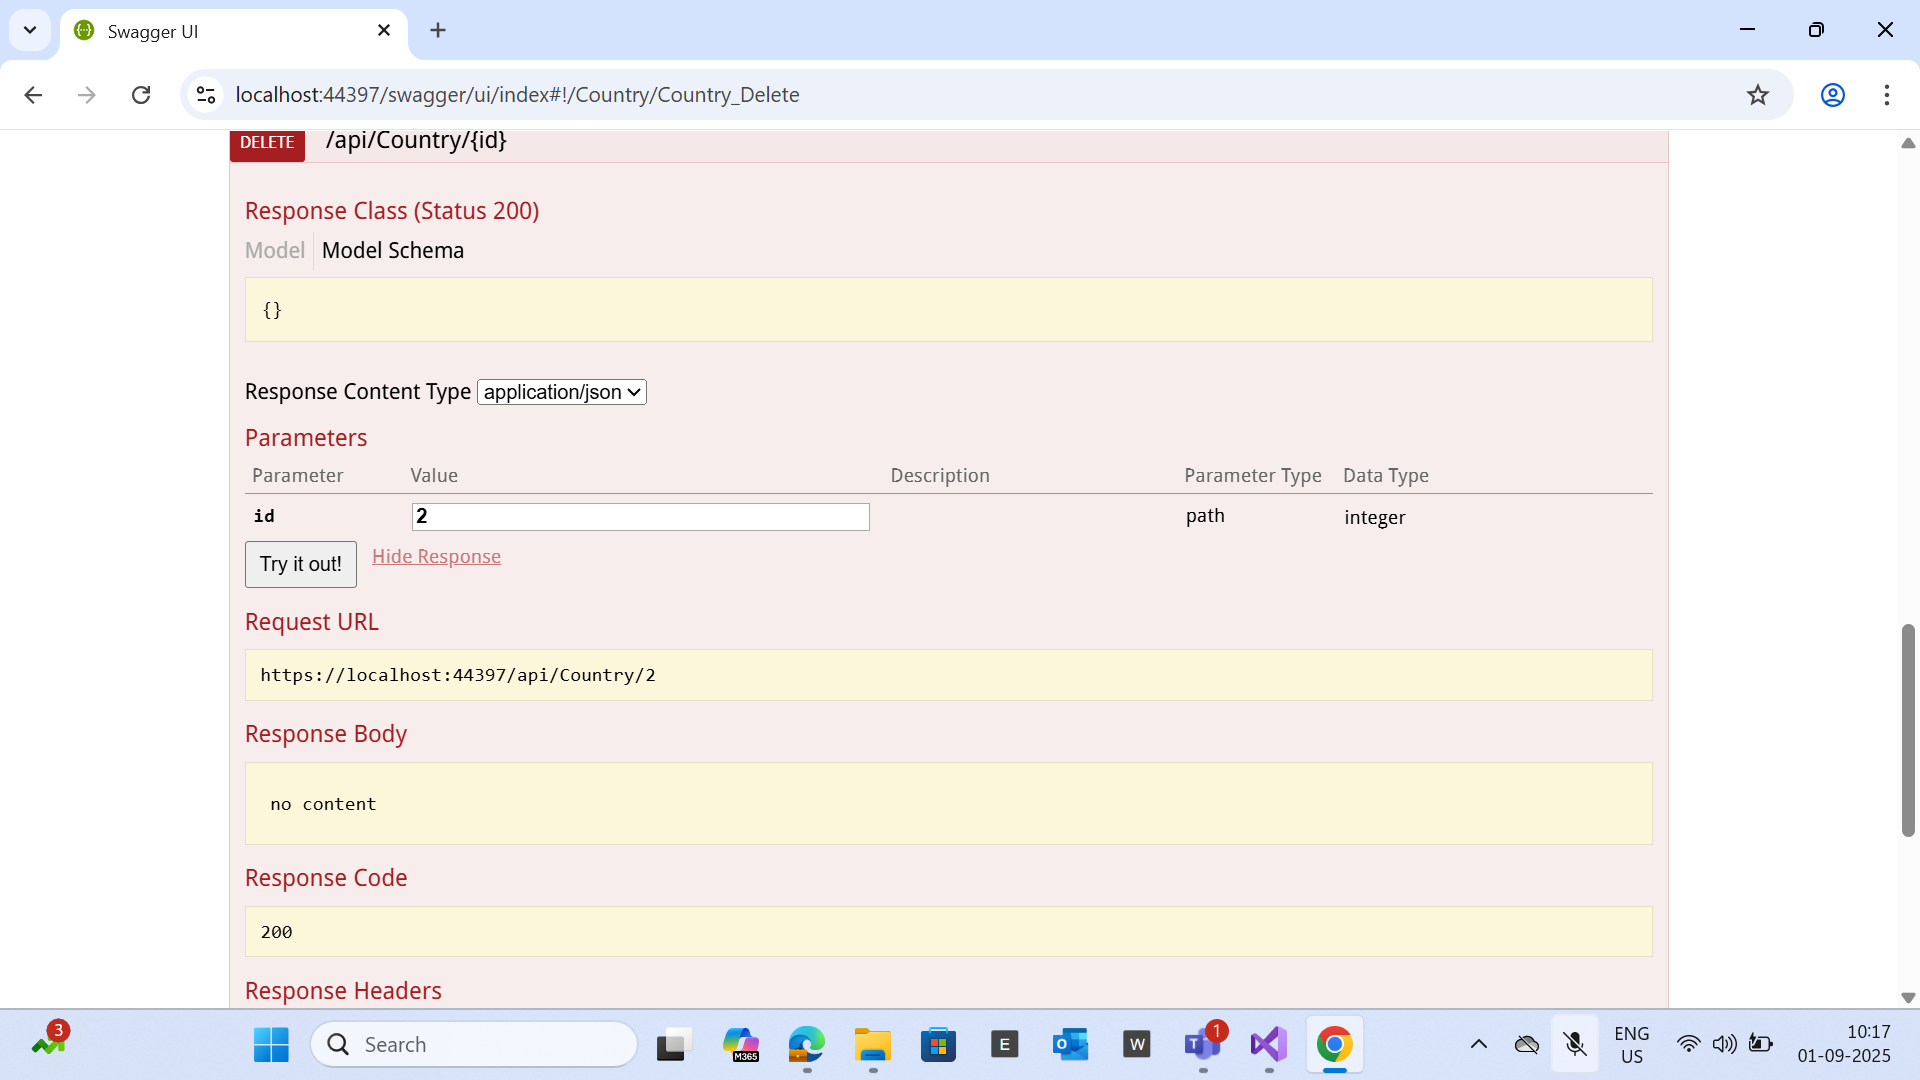 Swagger UI
localhost:44397/swagger/ui/index#!/Country/Country_Delete
DELETE /api/Country/{id}
Response Class (Status 200)
Model Model Schema
{}
Response Content Type application/json
Parameters
Parameter Value Description Parameter Type Data Type
id 2 path integer
Try it out! Hide Response
Request URL
https://localhost:44397/api/Country/2
Response Body
no content
Response Code
200
Response Headers
3
Search
M365
E
O
W
T
1
ENG
US
10:17
01-09-2025